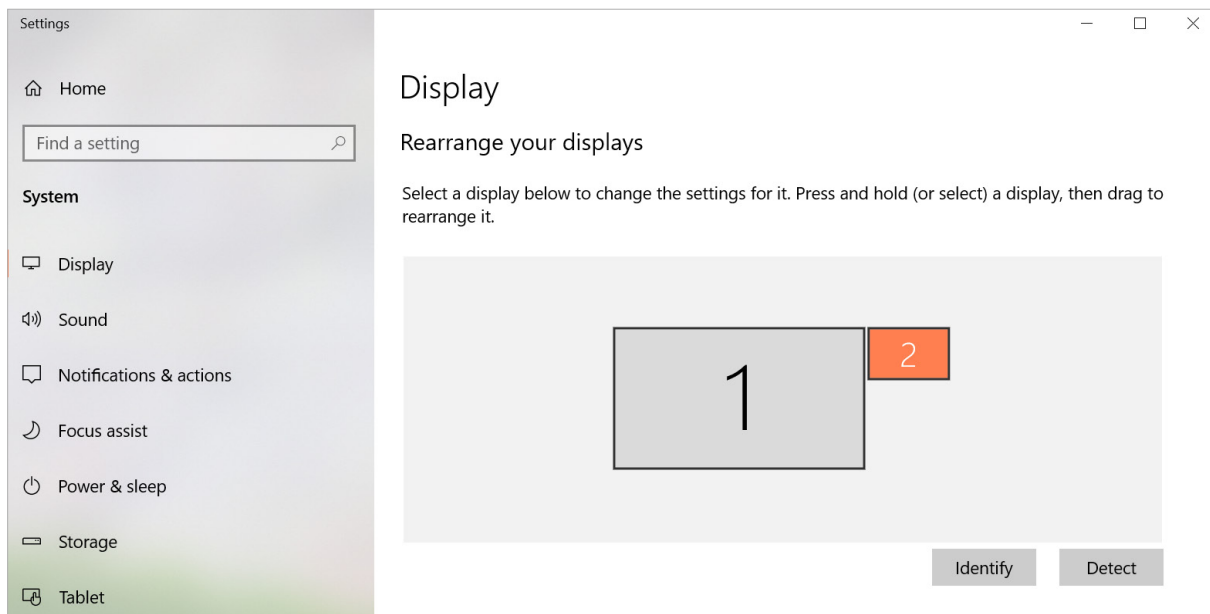 Settings
Home
Find a setting
System
Display
Sound
Notifications & actions
Focus assist
Power & sleep
Storage
Tablet
Display
Rearrange your displays
Select a display below to change the settings for it. Press and hold (or select) a display, then drag to
rearrange it.
1
2
Identify
Detect